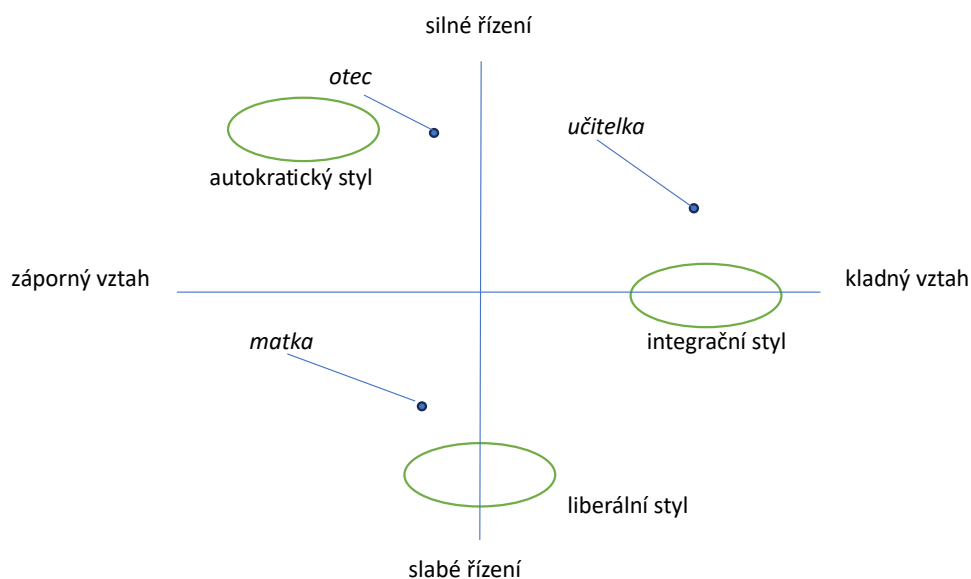 silné řízení
otec
učitelka
autokratický styl
záporný vztah
kladný vztah
matka
integrační styl
liberální styl
slabé řízení